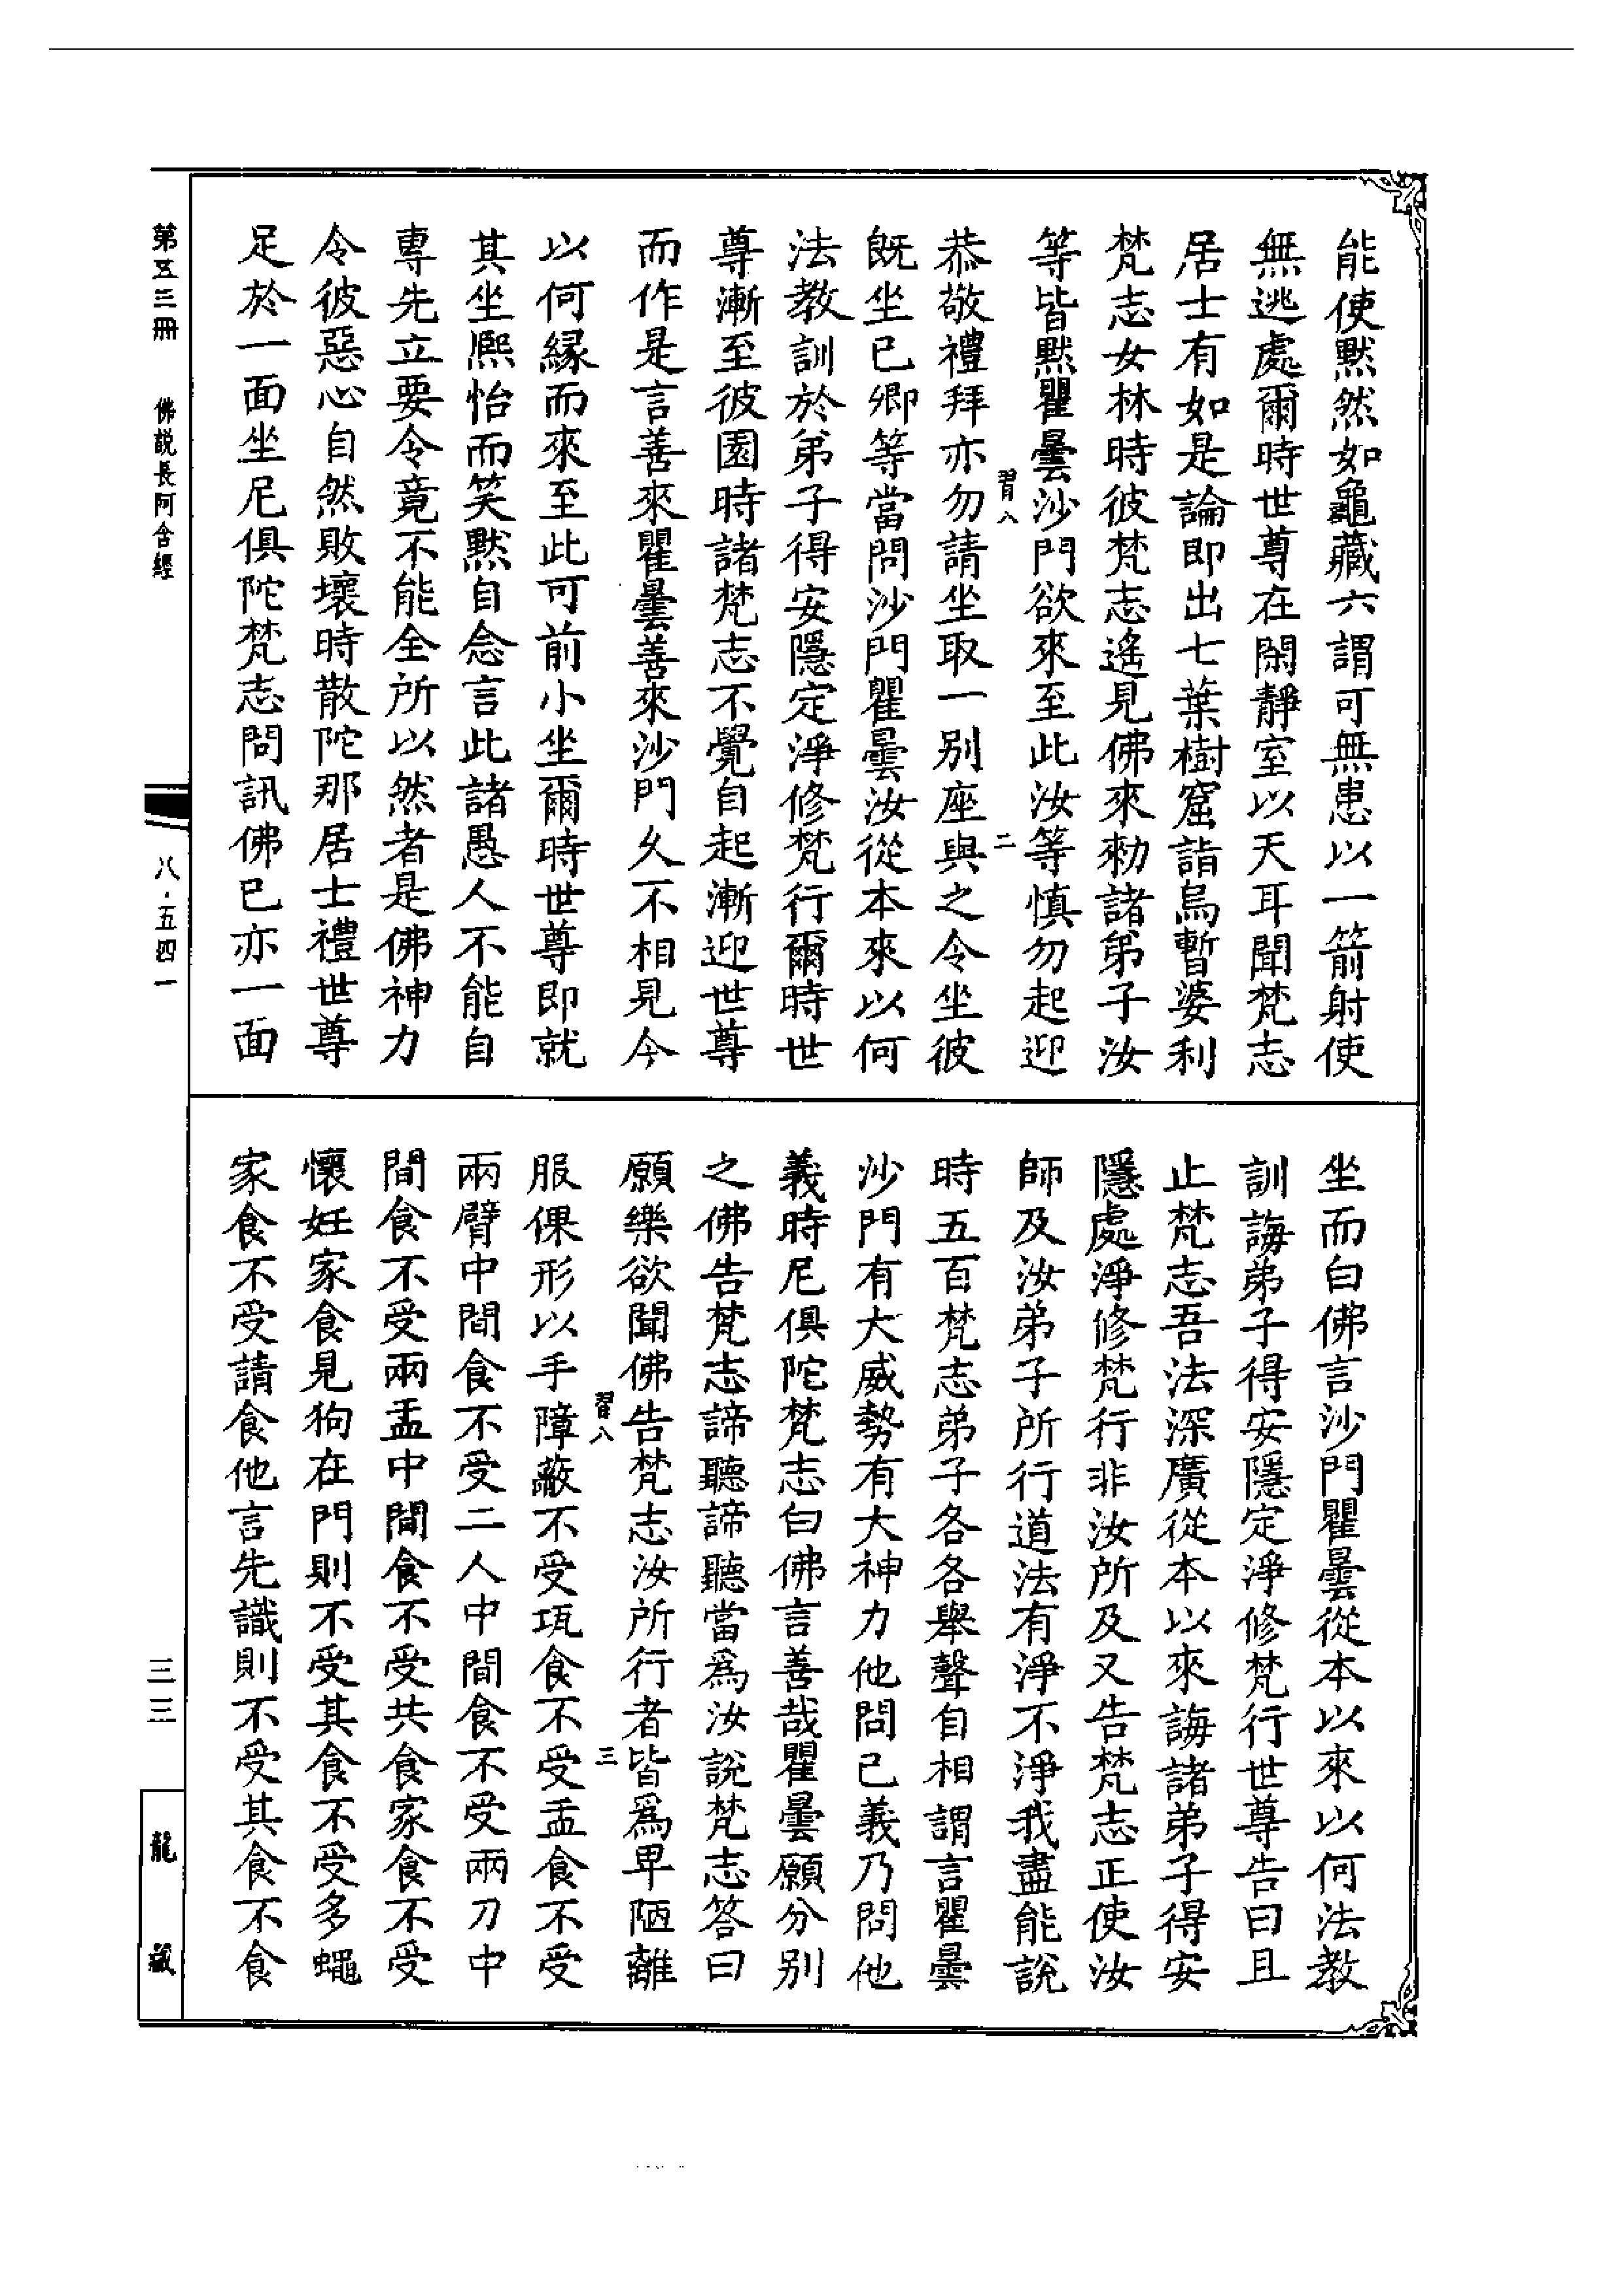 能使默然如龜藏六謂可無患以一箭射使
無逃處爾時世尊在閑靜室以天耳聞梵志
居士有如是論即出七葉樹窟詣烏暫婆利
梵志女林時彼梵志遙見佛來勑諸弟子汝
等皆默瞿曇沙門欲來至此汝等慎勿起迎
習八
二
恭敬禮拜亦勿請坐取一別座與之令坐彼
既坐已卿等當問沙門瞿曇汝從本來以何
法教訓於弟子得安隱定淨修梵行爾時世
尊漸至彼園時諸梵志不覺自起漸迎世尊
而作是言善來瞿曇善來沙門久不相見今
以何緣而來至此可前小坐爾時世尊即就
其坐熈怡而笑默自念言此諸愚人不能自
專先立要令竟不能全所以然者是佛神力
令彼惡心自然敗壞時散陀那居士禮世尊
足於一面坐尼俱陀梵志問訊佛已亦一面
坐而白佛言沙門瞿曇從本以來以何法教
訓誨弟子得安隱定淨修梵行世尊告曰且
止梵志吾法深廣從本以來誨諸弟子得安
隱處淨修梵行非汝所及又告梵志正使汝
師及汝弟子所行道法有淨不淨我盡能說
時五百梵志弟子各各舉聲自相謂言瞿曇
沙門有大威勢有大神力他問己義乃問他
義時尼俱陀梵志白佛言善哉瞿曇願分別
之佛告梵志諦聽諦聽當爲汝說梵志答曰
願樂欲聞佛告梵志汝所行者皆爲卑陋離
習八
三
服倮形以手障蔽不受瓨食不受盂食不受
兩臂中間食不受二人中間食不受兩刀中
間食不受兩盂中間食不受共食家食不受
懷妊家食見狗在門則不受其食不受多蠅
家食不受請食他言先識則不受其食不食
第五三冊
佛說長阿含經
八·五四一
三三
龍藏